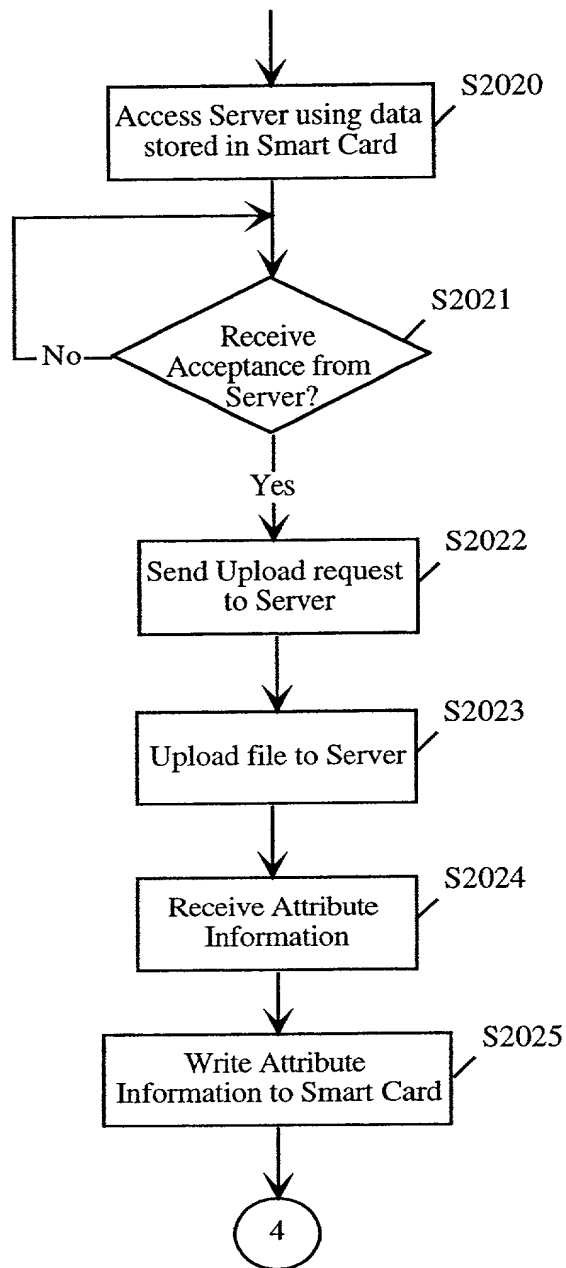 S2020
Access Server using data
stored in Smart Card
S2021
Receive
Acceptance from
Server?
No
Yes
S2022
Send Upload request
to Server
S2023
Upload file to Server
S2024
Receive Attribute
Information
S2025
Write Attribute
Information to Smart Card
4